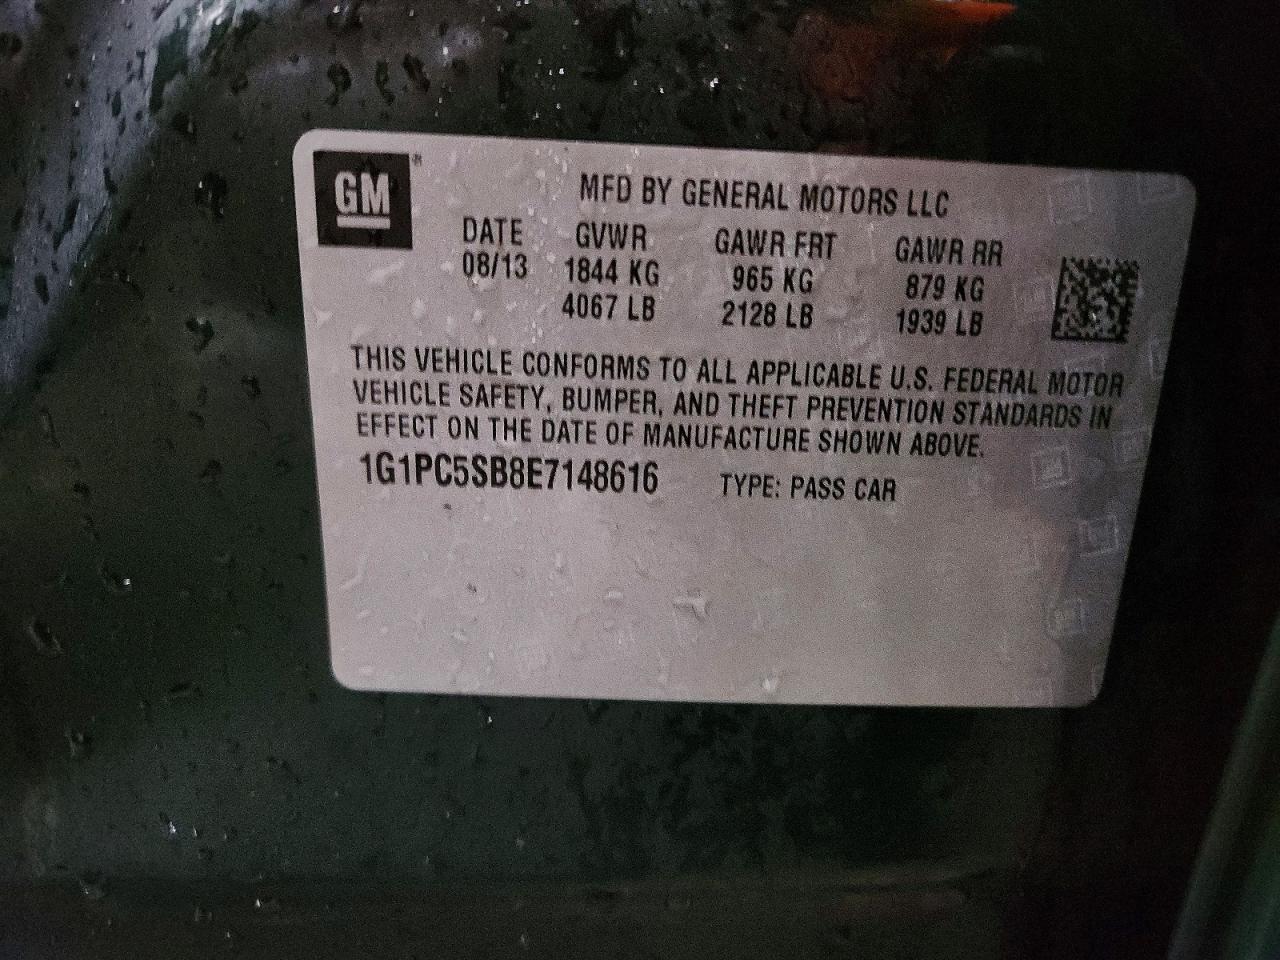 GM
MFD BY GENERAL MOTORS LLC
DATE GVWR GAWR FRT GAWR RR
08/13 1844 KG 965 KG 879 KG
4067 LB 2128 LB 1939 LB
THIS VEHICLE CONFORMS TO ALL APPLICABLE U.S. FEDERAL MOTOR
VEHICLE SAFETY, BUMPER, AND THEFT PREVENTION STANDARDS IN
EFFECT ON THE DATE OF MANUFACTURE SHOWN ABOVE.
1G1PC5SB8E7148616 TYPE: PASS CAR